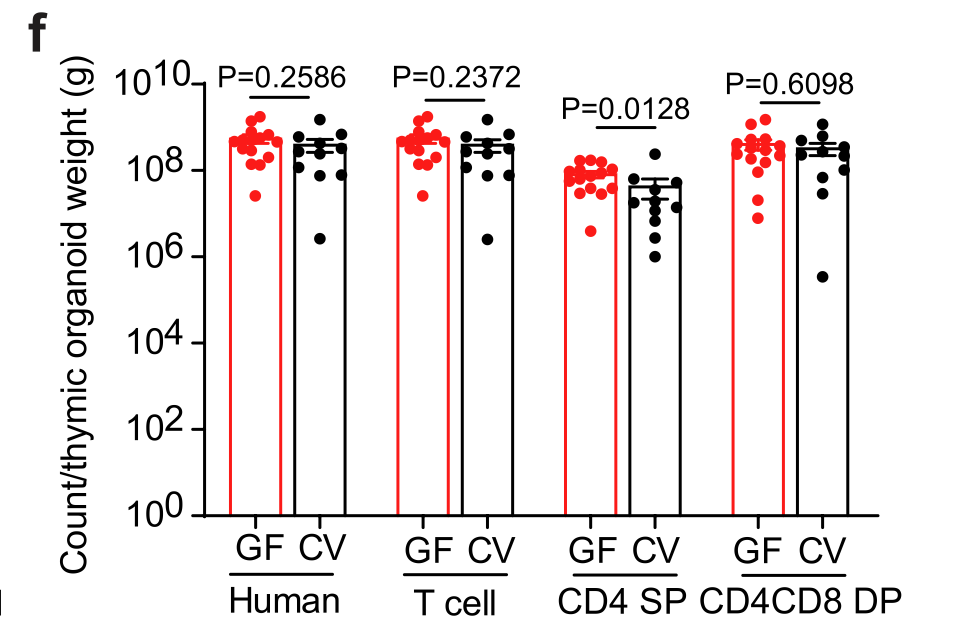 f
Count/thymic organoid weight (g)
10^10
10^8
10^6
10^4
10^2
10^0
P=0.2586
P=0.2372
P=0.0128
P=0.6098
GF CV GF CV GF CV GF CV
Human T cell CD4 SP CD4CD8 DP